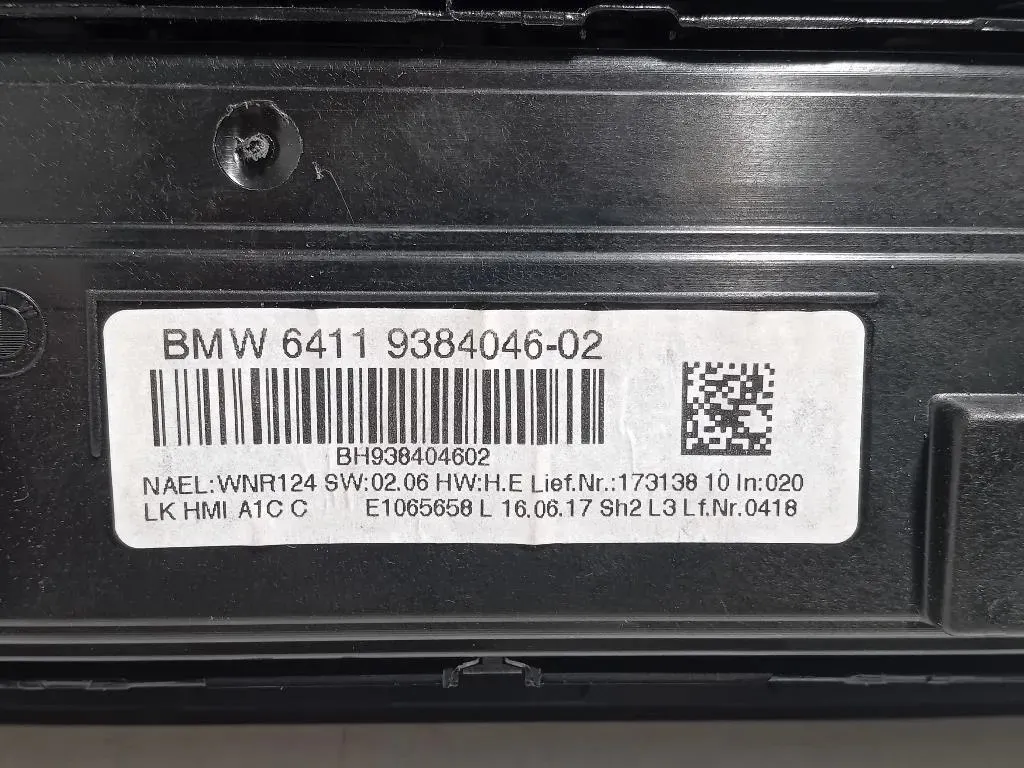 BMW 6411 9384046-02
BH938404602
NAEL:WNR124 SW:02.06 HW:H.E Lief.Nr.:173138 10 In:020
LK HMI A1C C E1065658 L 16.06.17 Sh2 L3 Lf.Nr.0418